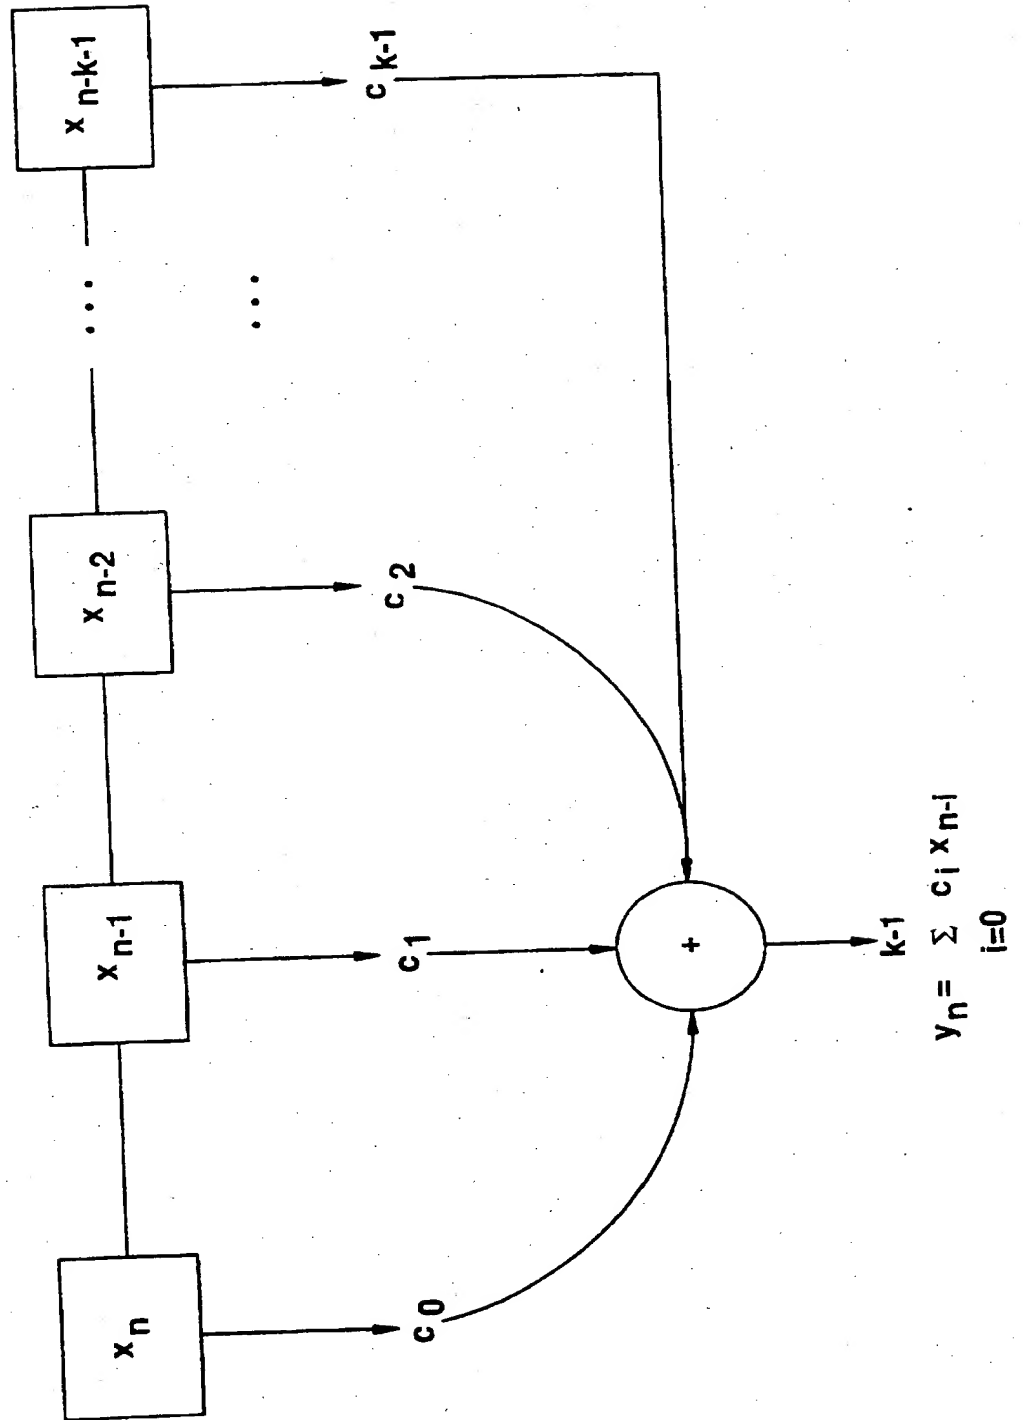 x n
x n-1
x n-2
...
x n-k-1
c 0
c 1
c 2
...
c k-1
+
k-1
y n = Σ c i x n-i
i=0